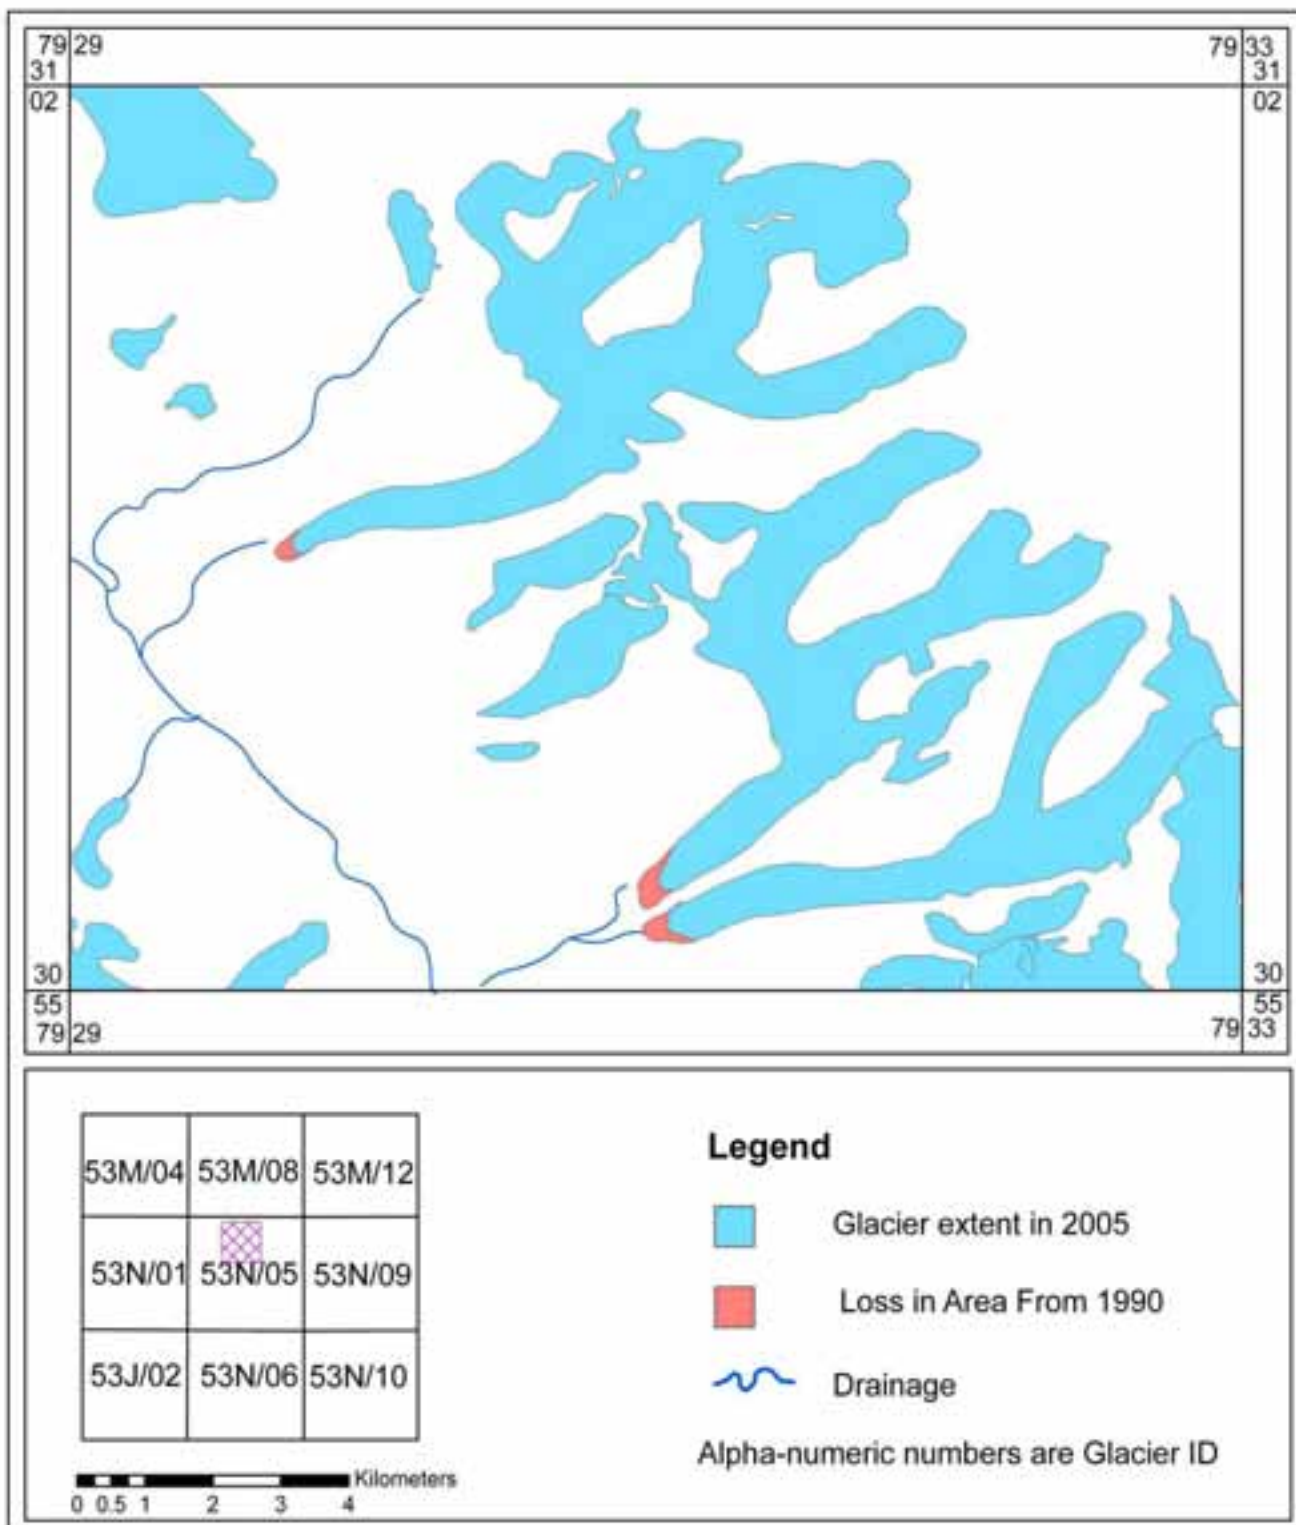 79 29 79 33
31 31
02 02
30 30
55 55
79 29 79 33
53M/04 53M/08 53M/12
53N/01 53N/05 53N/09
53J/02 53N/06 53N/10
Kilometers
0 0.5 1 2 3 4
Legend
Glacier extent in 2005
Loss in Area From 1990
Drainage
Alpha-numeric numbers are Glacier ID